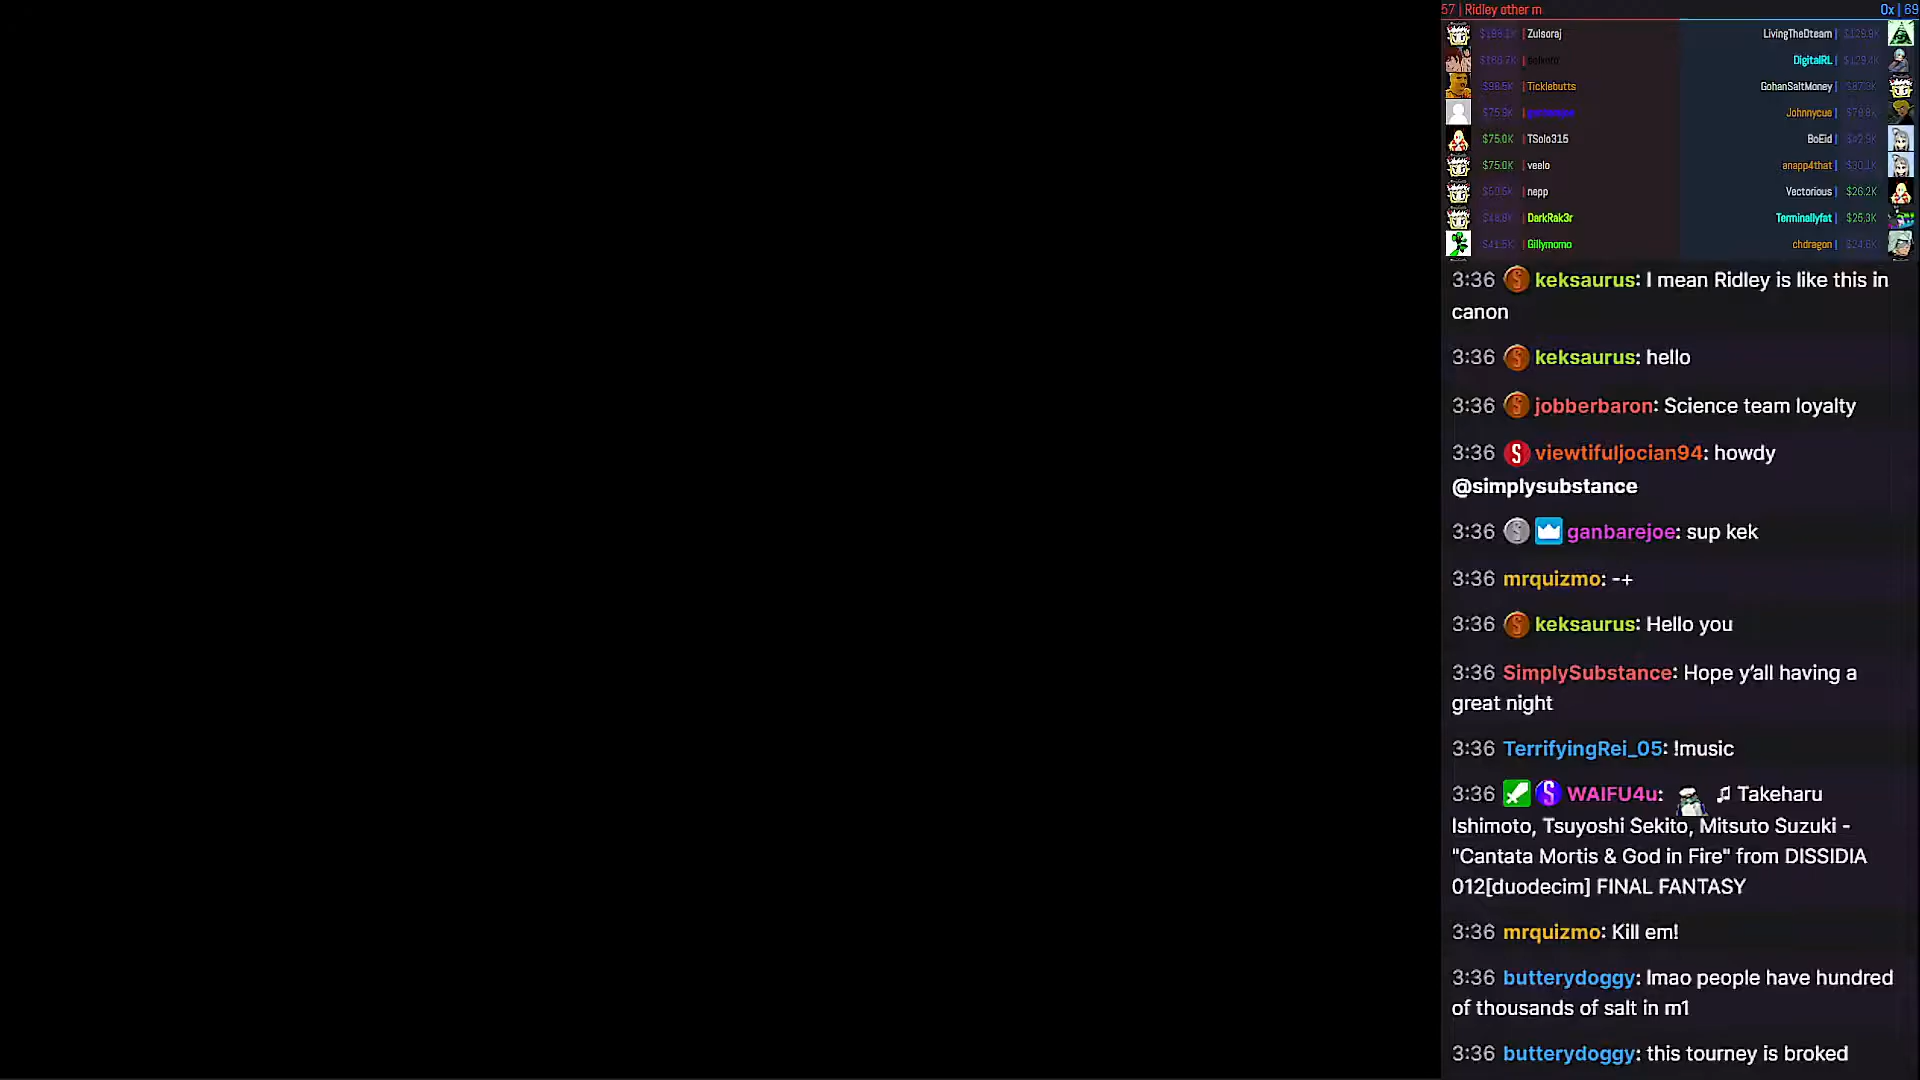 57 | Ridley other m
0x | 69
Zulsoraj
LivingTheDteam
DigitalRL
Ticklebutts
GohanSaltMoney
Johnnycue
$75.0K | TSolo315
BoEid
$75.0K | veelo
anapp4that
nepp
Vectorious | $26.2K
DarkRak3r
Terminallyfat | $25.3K
Gillymomo
chdragon
3:36 keksaurus: I mean Ridley is like this in
canon
3:36 keksaurus: hello
3:36 jobberbaron: Science team loyalty
3:36 viewtifuljocian94: howdy
@simplysubstance
3:36 ganbarejoe: sup kek
3:36 mrquizmo: -+
3:36 keksaurus: Hello you
3:36 SimplySubstance: Hope y'all having a
great night
3:36 TerrifyingRei_05: !music
3:36 WAIFU4u: ♫ Takeharu
Ishimoto, Tsuyoshi Sekito, Mitsuto Suzuki -
"Cantata Mortis & God in Fire" from DISSIDIA
012[duodecim] FINAL FANTASY
3:36 mrquizmo: Kill em!
3:36 butterydoggy: lmao people have hundred
of thousands of salt in m1
3:36 butterydoggy: this tourney is broked